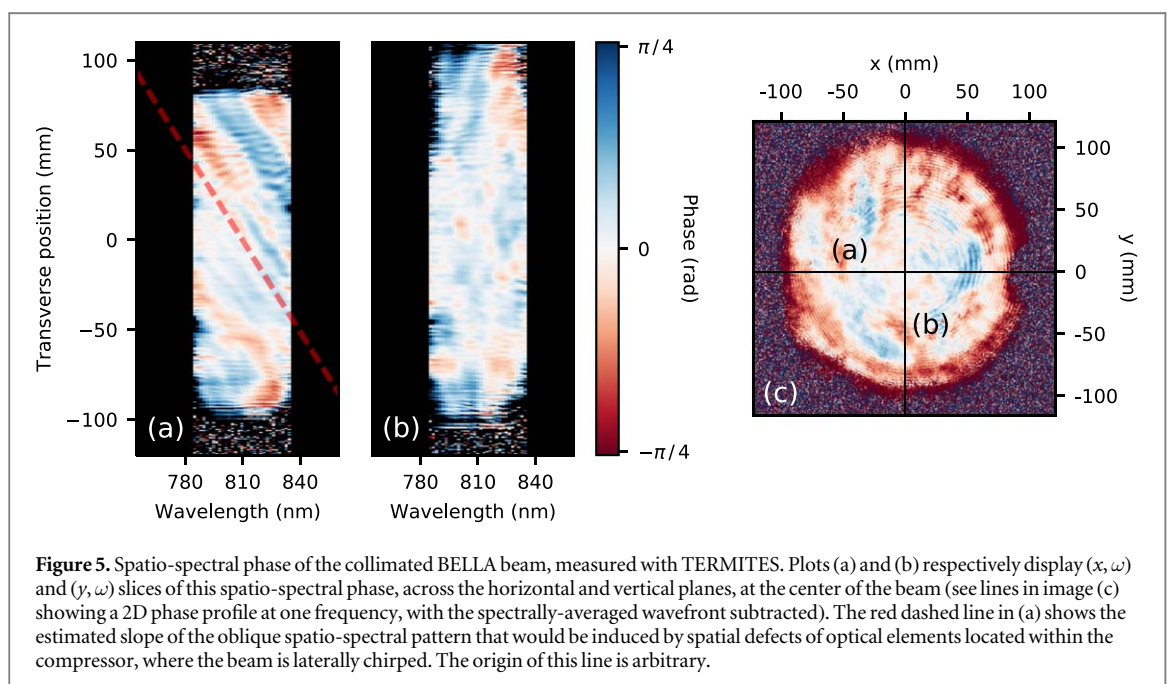 100
50
0
−50
−100
Transverse position (mm)
(a)
780 810 840
Wavelength (nm)
(b)
780 810 840
Wavelength (nm)
π/4
0
−π/4
Phase (rad)
x (mm)
-100 -50 0 50 100
100
50
0
-50
-100
y (mm)
(a)
(b)
(c)
Figure 5. Spatio-spectral phase of the collimated BELLA beam, measured with TERMITES. Plots (a) and (b) respectively display (x, ω)
and (y, ω) slices of this spatio-spectral phase, across the horizontal and vertical planes, at the center of the beam (see lines in image (c)
showing a 2D phase profile at one frequency, with the spectrally-averaged wavefront subtracted). The red dashed line in (a) shows the
estimated slope of the oblique spatio-spectral pattern that would be induced by spatial defects of optical elements located within the
compressor, where the beam is laterally chirped. The origin of this line is arbitrary.